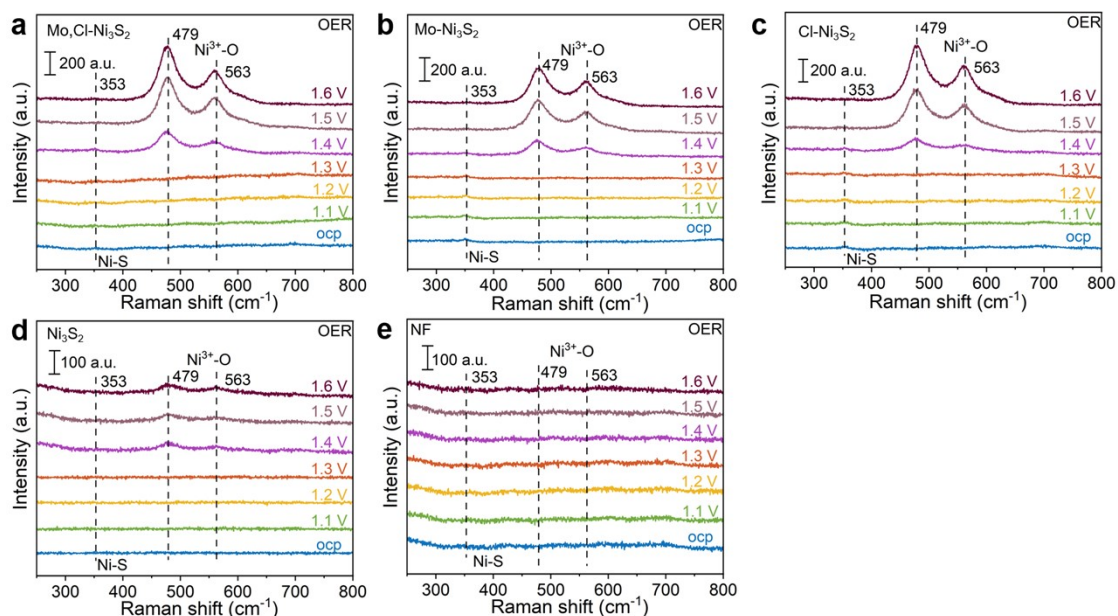 a
Mo,Cl-Ni₃S₂
OER
479
Ni³⁺-O
200 a.u.
353
563
1.6 V
1.5 V
1.4 V
1.3 V
1.2 V
1.1 V
ocp
Ni-S
Intensity (a.u.)
300 400 500 600 700 800
Raman shift (cm⁻¹)
b
Mo-Ni₃S₂
OER
Ni³⁺-O
479
200 a.u.
353
563
1.6 V
1.5 V
1.4 V
1.3 V
1.2 V
1.1 V
ocp
Ni-S
Intensity (a.u.)
300 400 500 600 700 800
Raman shift (cm⁻¹)
c
Cl-Ni₃S₂
479
OER
Ni³⁺-O
200 a.u.
353
563
1.6 V
1.5 V
1.4 V
1.3 V
1.2 V
1.1 V
ocp
Ni-S
Intensity (a.u.)
300 400 500 600 700 800
Raman shift (cm⁻¹)
d
Ni₃S₂
OER
100 a.u.
Ni³⁺-O
353
479
563
1.6 V
1.5 V
1.4 V
1.3 V
1.2 V
1.1 V
ocp
Ni-S
Intensity (a.u.)
300 400 500 600 700 800
Raman shift (cm⁻¹)
e
NF
OER
100 a.u.
Ni³⁺-O
353
479
563
1.6 V
1.5 V
1.4 V
1.3 V
1.2 V
1.1 V
ocp
Ni-S
Intensity (a.u.)
300 400 500 600 700 800
Raman shift (cm⁻¹)